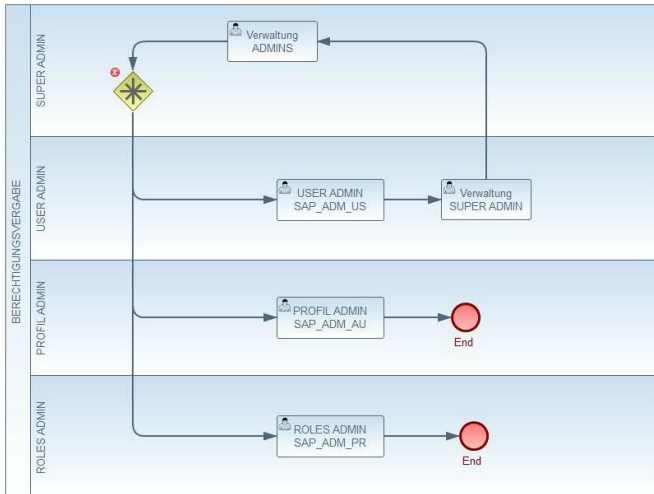 BERECHTIGUNGSVERGABE
SUPER ADMIN
Verwaltung
ADMINS
USER ADMIN
USER ADMIN
SAP_ADM_US
Verwaltung
SUPER ADMIN
PROFIL ADMIN
PROFIL ADMIN
SAP_ADM_AU
End
ROLES ADMIN
ROLES ADMIN
SAP_ADM_PR
End